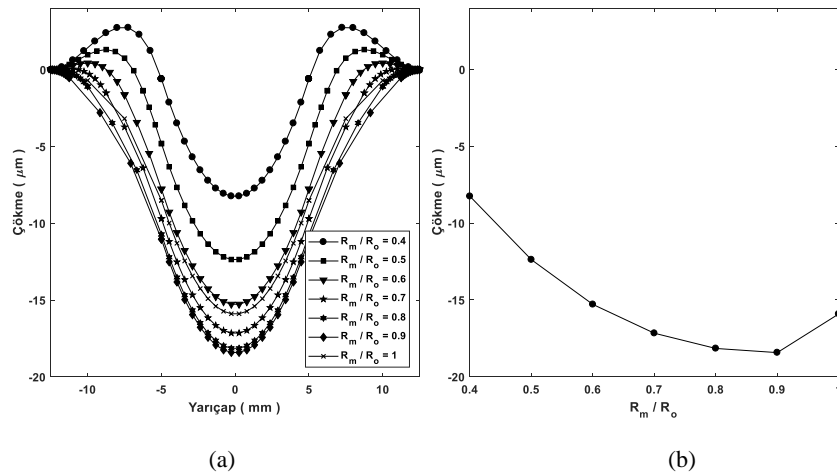 0
-5
-10
-15
-20
Çökme ( μm )
-10
-5
0
5
10
Yarıçap ( mm )
R_m / R_o = 0.4
R_m / R_o = 0.5
R_m / R_o = 0.6
R_m / R_o = 0.7
R_m / R_o = 0.8
R_m / R_o = 0.9
R_m / R_o = 1
(a)
0
-5
-10
-15
-20
Çökme ( μm )
0.4
0.5
0.6
0.7
0.8
0.9
1
R_m / R_o
(b)